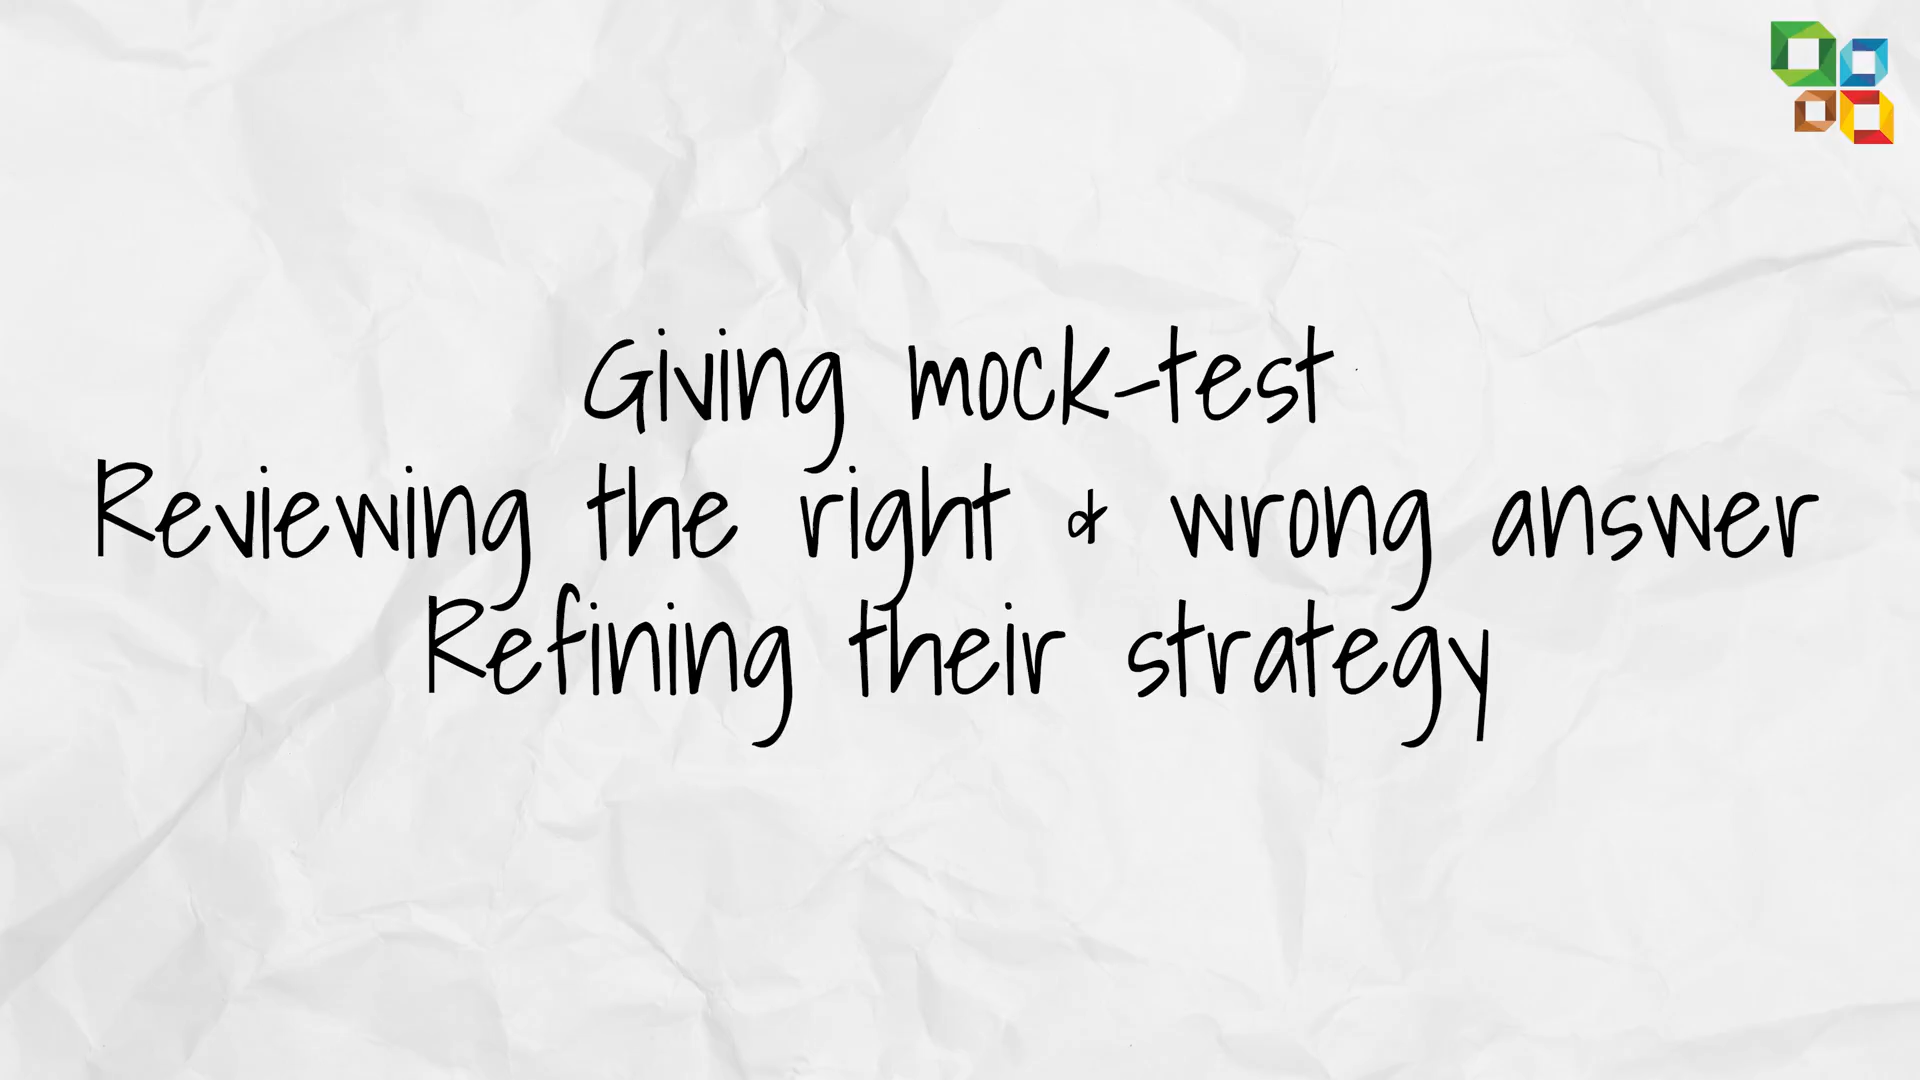 Giving mock-test
Reviewing the right & wrong answer
Refining their strategy